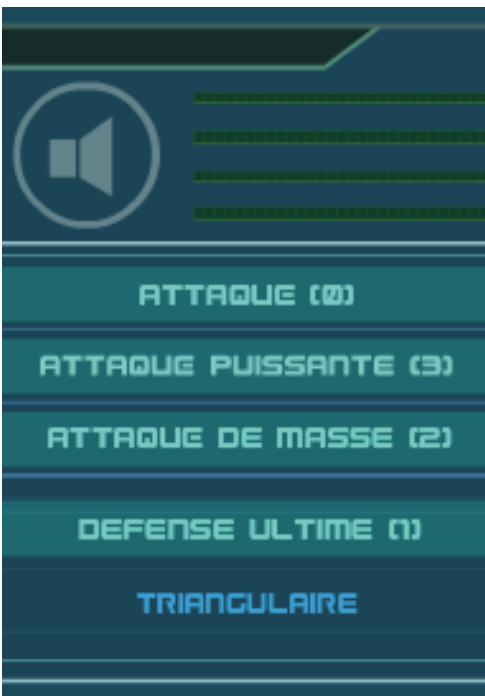 ATTAQUE (0)
ATTAQUE PUISSANTE (3)
ATTAQUE DE MASSE (2)
DEFENSE ULTIME (1)
TRIANGULAIRE